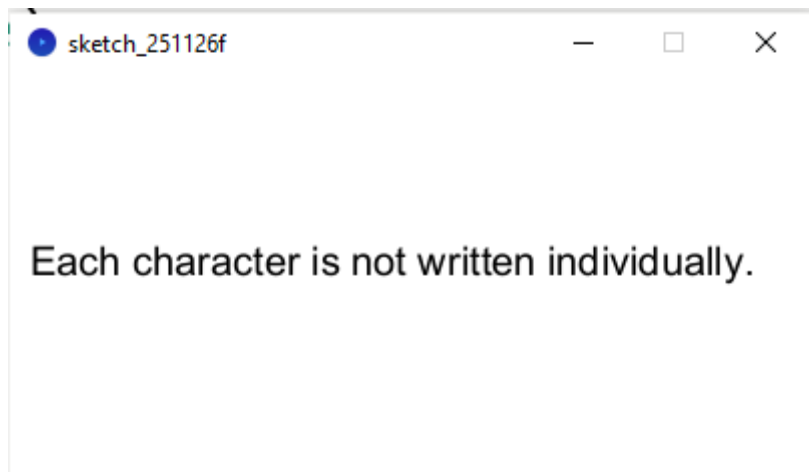 sketch_251126f
Each character is not written individually.